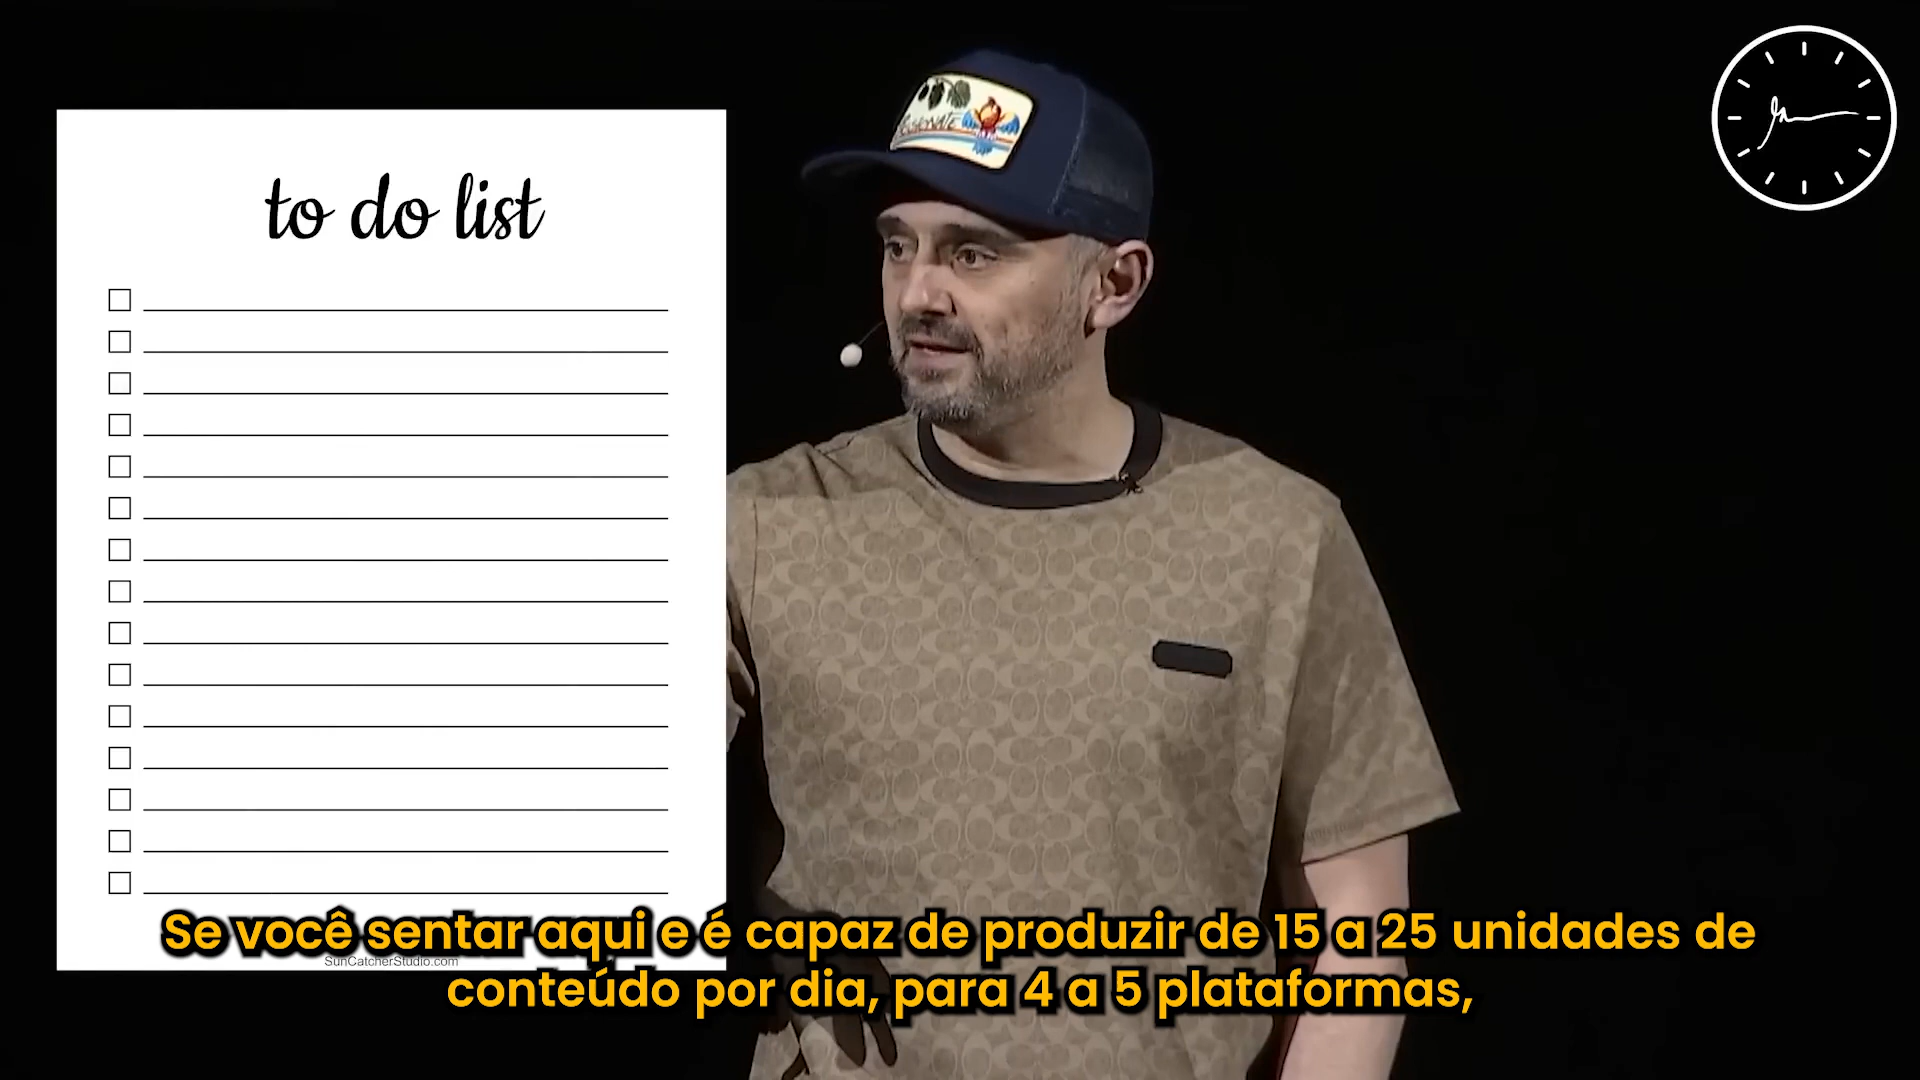 to do list
SunCatcherStudio.com
Se você sentar aqui e é capaz de produzir de 15 a 25 unidades de
conteúdo por dia, para 4 a 5 plataformas,